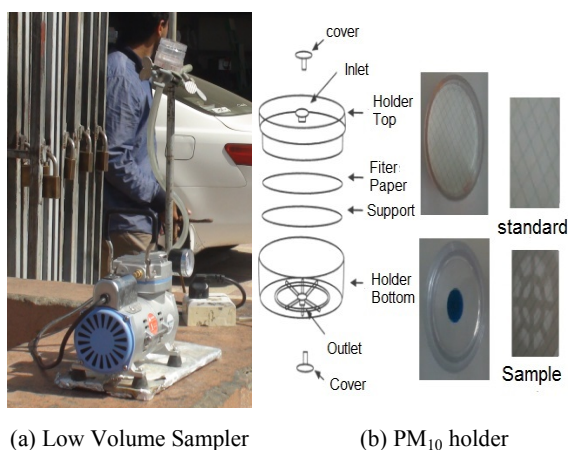 cover
Inlet
Holder
Top
Fiter
Paper
Support
Holder
Bottom
Outlet
Cover
standard
Sample
(a) Low Volume Sampler
(b) PM₁₀ holder